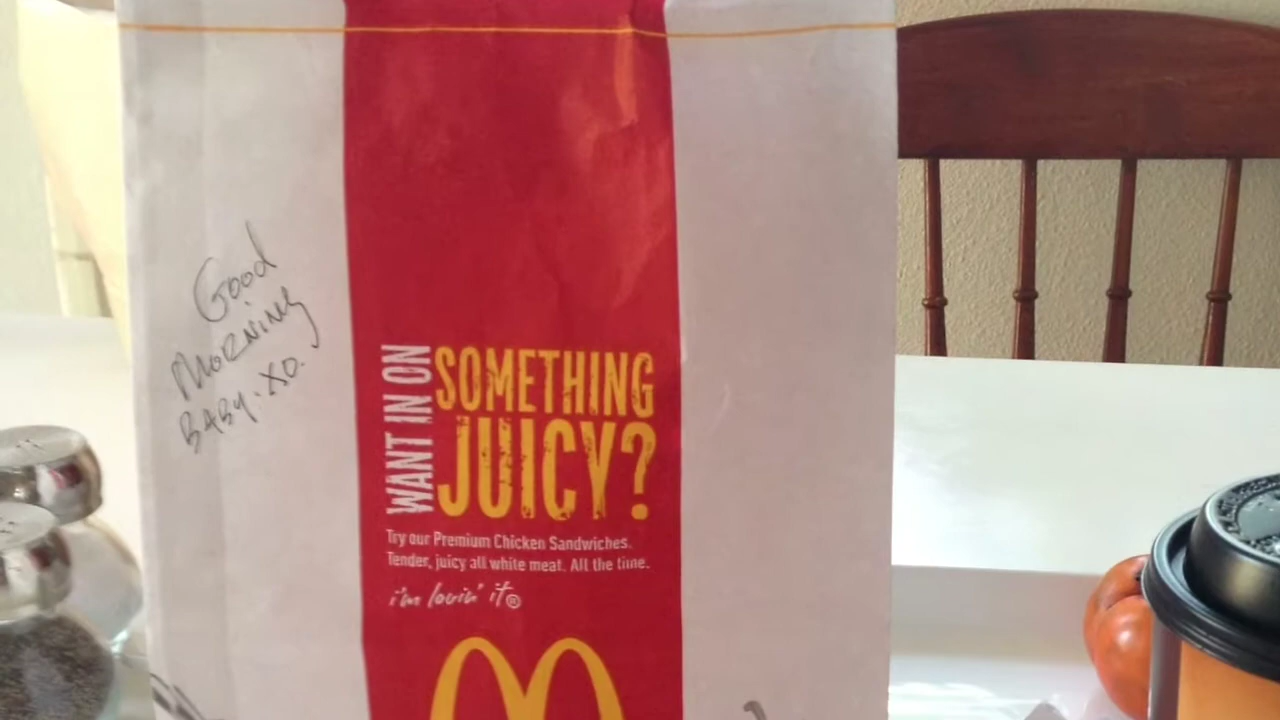 Good
MORNINg
BABY. XO.
WANT IN ON
SOMETHING
JUICY?
Try our Premium Chicken Sandwiches.
Tender, juicy all white meat. All the time.
i'm lovin' it®